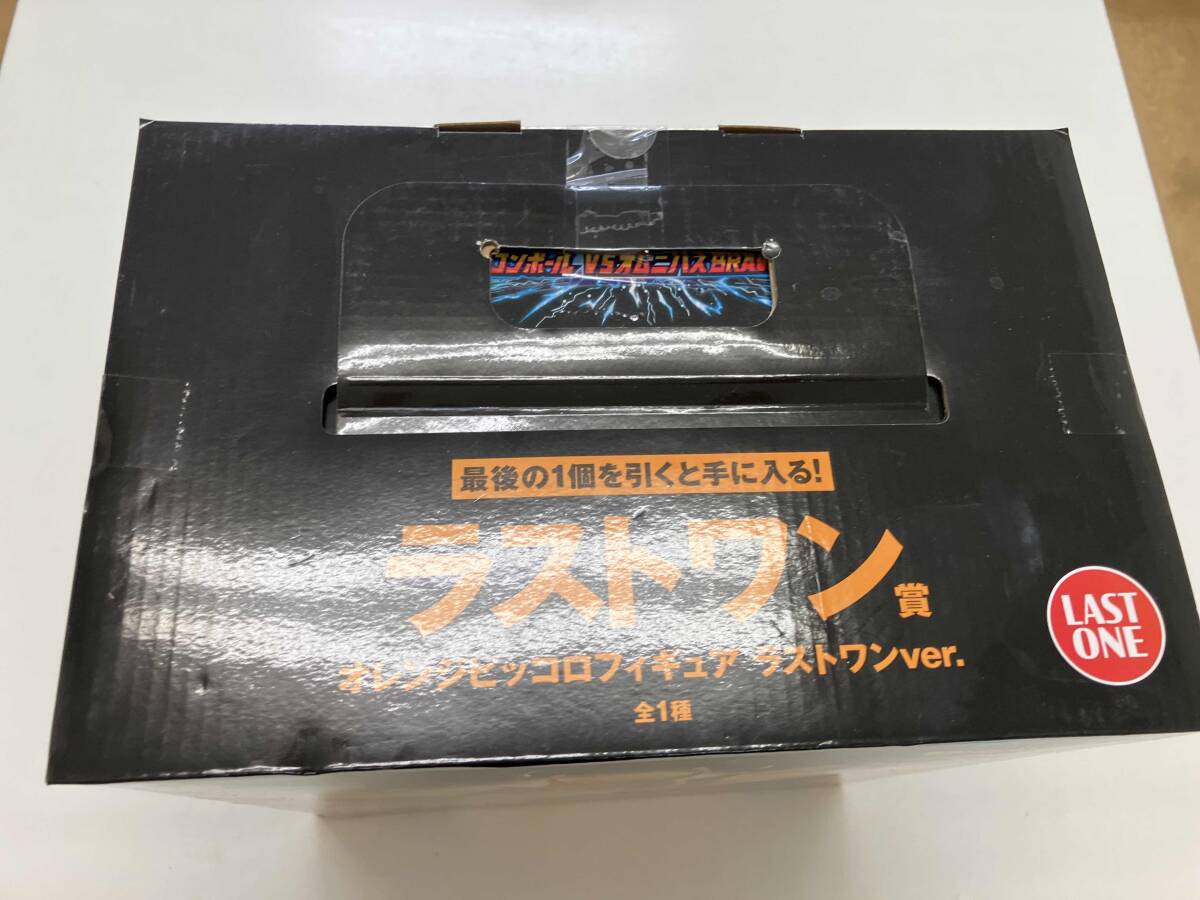 ゴンボール VSオムニバスBRA
最後の1個を引くと手に入る!
ラストワン賞
オレンジピッコロフィギュア ラストワンver.
全1種
LAST
ONE